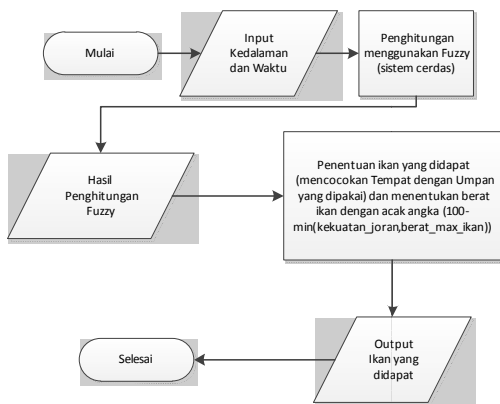 Mulai
Input
Kedalaman
dan Waktu
Penghitungan
menggunakan Fuzzy
(sistem cerdas)
Hasil
Penghitungan
Fuzzy
Penentuan ikan yang didapat
(mencocokan Tempat dengan Umpan
yang dipakai) dan menentukan berat
ikan dengan acak angka (100-
min(kekuatan_joran,berat_max_ikan))
Output
Ikan yang
didapat
Selesai